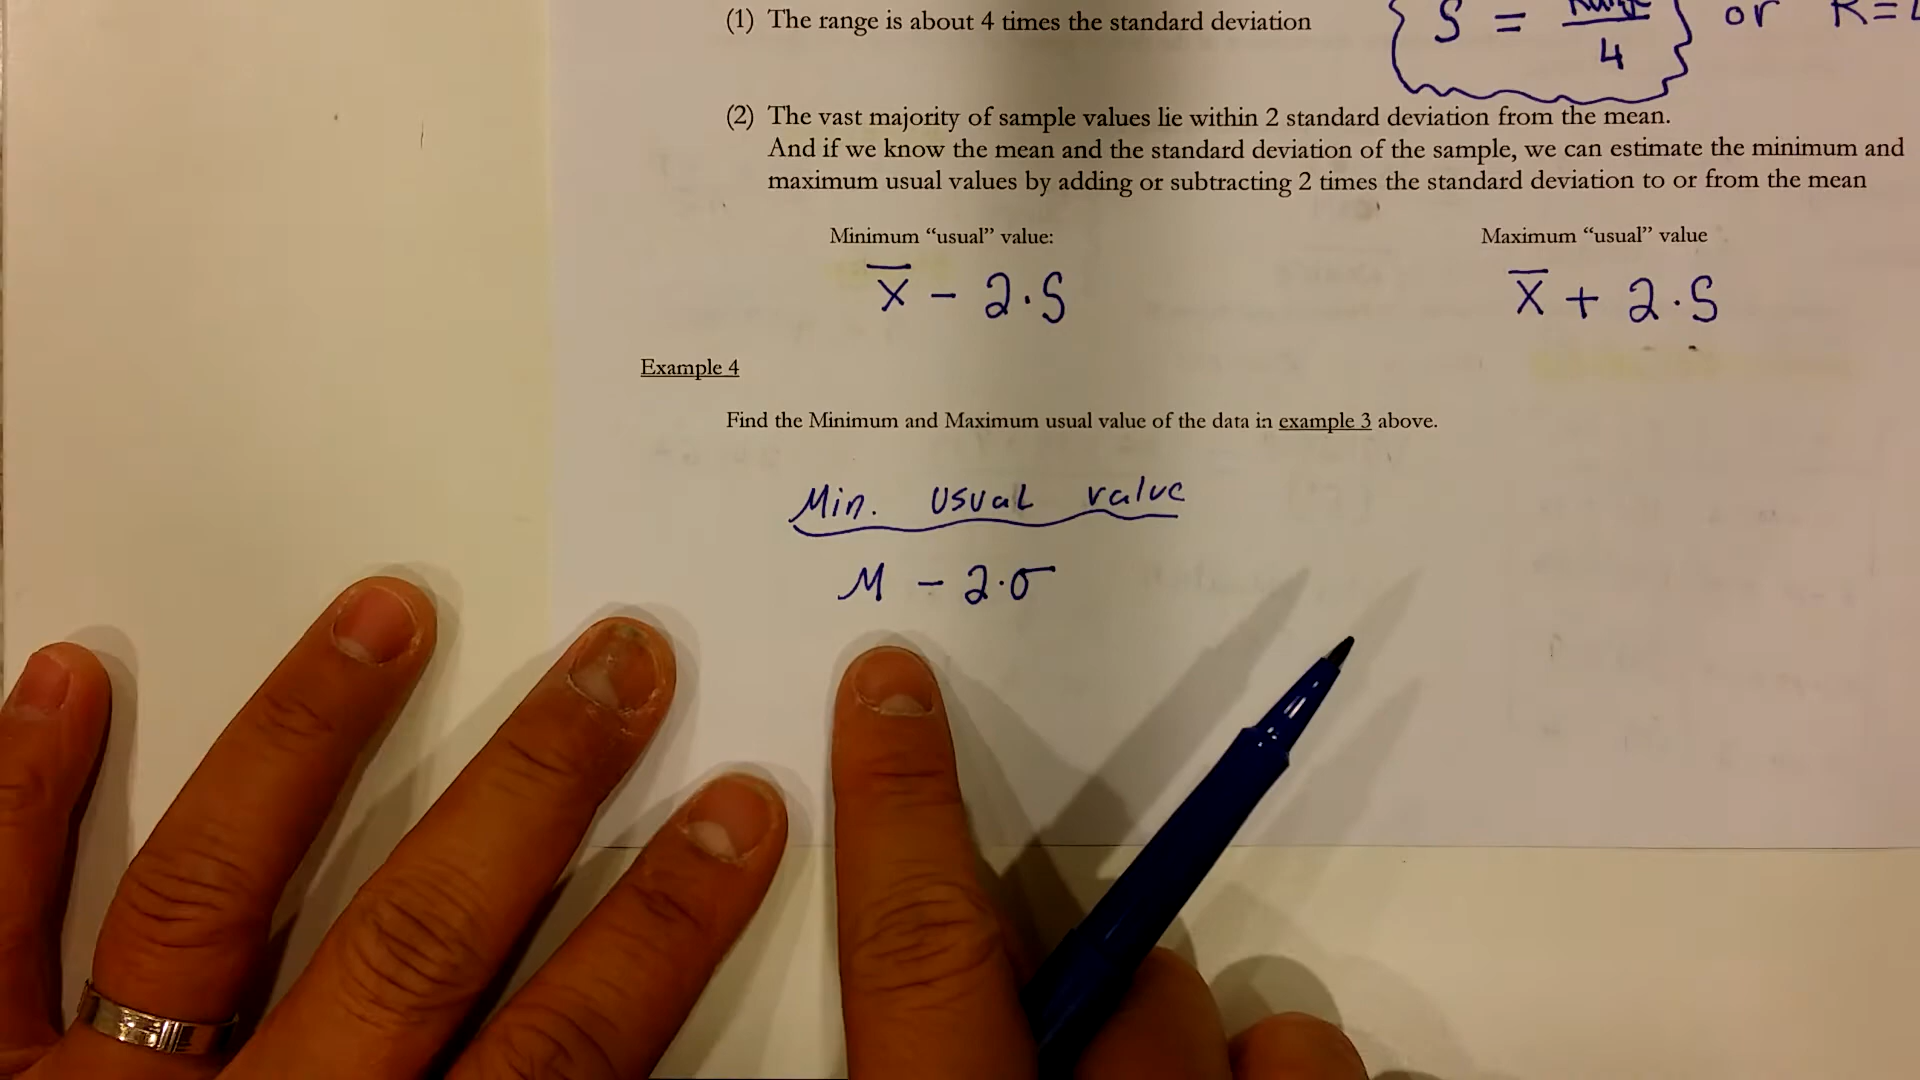 (1) The range is about 4 times the standard deviation
S = 4 or R=
(2) The vast majority of sample values lie within 2 standard deviation from the mean.
And if we know the mean and the standard deviation of the sample, we can estimate the minimum and
maximum usual values by adding or subtracting 2 times the standard deviation to or from the mean
Minimum “usual” value: Maximum “usual” value
x̄ - 2·S x̄ + 2·S
Example 4
Find the Minimum and Maximum usual value of the data in example 3 above.
Min. usual value
M - 2·σ